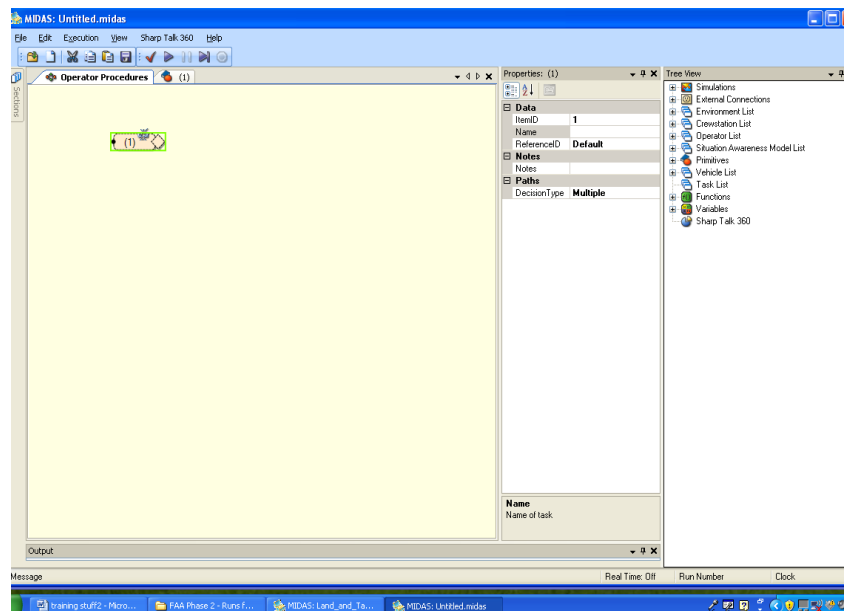 MIDAS: Untitled.midas
File Edit Execution View Sharp Talk 360 Help
Sections
Operator Procedures (1)
(1)
Properties: (1)
Data
ItemID 1
Name
ReferenceID Default
Notes
Notes
Paths
DecisionType Multiple
Name
Name of task
Tree View
Simulations
External Connections
Environment List
Crewstation List
Operator List
Situation Awareness Model List
Primitives
Vehicle List
Task List
Functions
Variables
Sharp Talk 360
Output
Message Real Time: Off Run Number Clock
training stuff2 - Micro... FAA Phase 2 - Runs f... MIDAS: Land_and_Ta... MIDAS: Untitled.midas